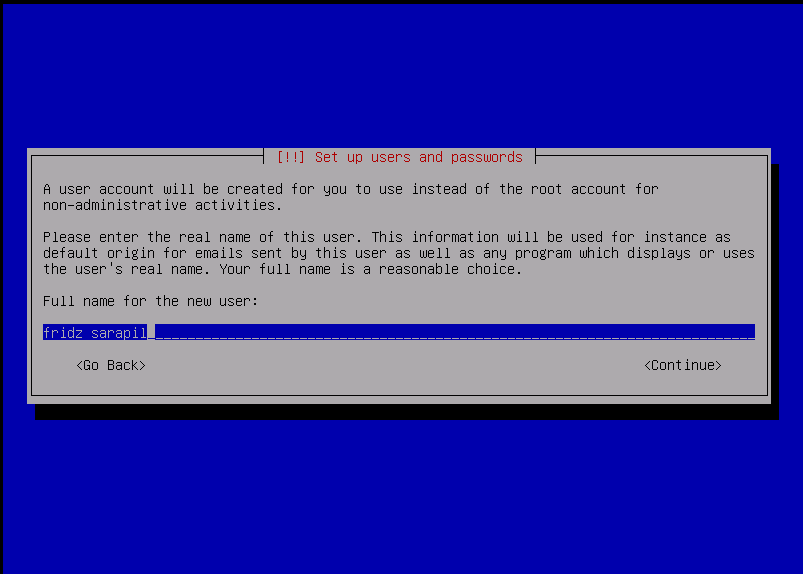 [!!] Set up users and passwords
A user account will be created for you to use instead of the root account for
non-administrative activities.
Please enter the real name of this user. This information will be used for instance as
default origin for emails sent by this user as well as any program which displays or uses
the user's real name. Your full name is a reasonable choice.
Full name for the new user:
fridz sarapil
<Go Back> <Continue>